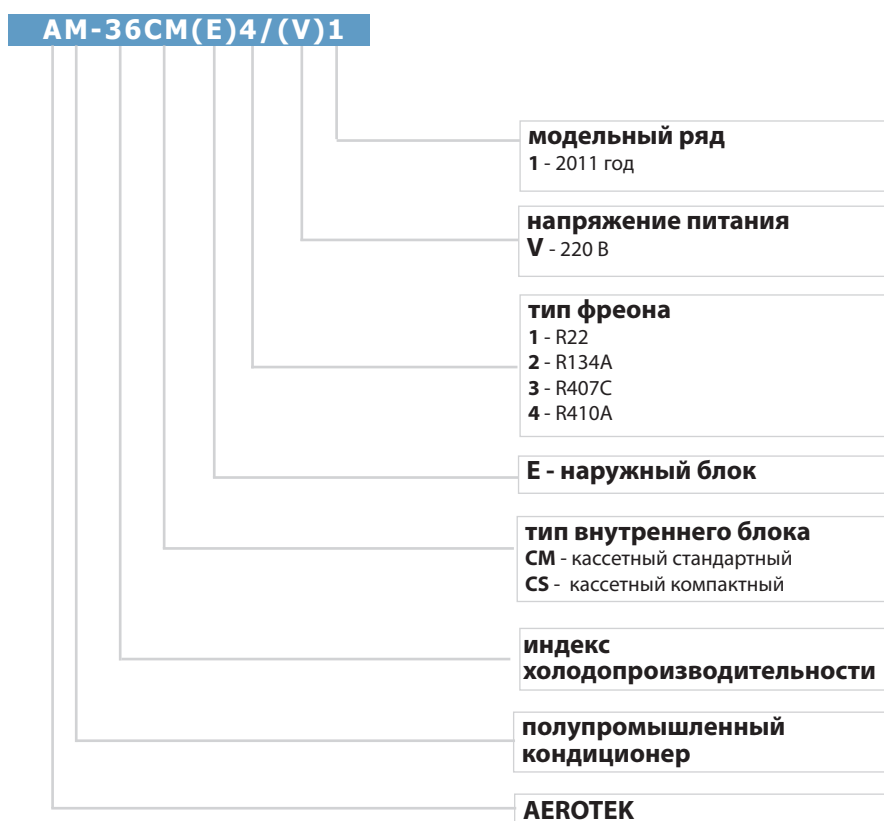 AM-36CM(E)4/(V)1
модельный ряд
1 - 2011 год
напряжение питания
V - 220 В
тип фреона
1 - R22
2 - R134A
3 - R407C
4 - R410A
E - наружный блок
тип внутреннего блока
CM - кассетный стандартный
CS - кассетный компактный
индекс
холодопроизводительности
полупромышленный
кондиционер
AEROTEK